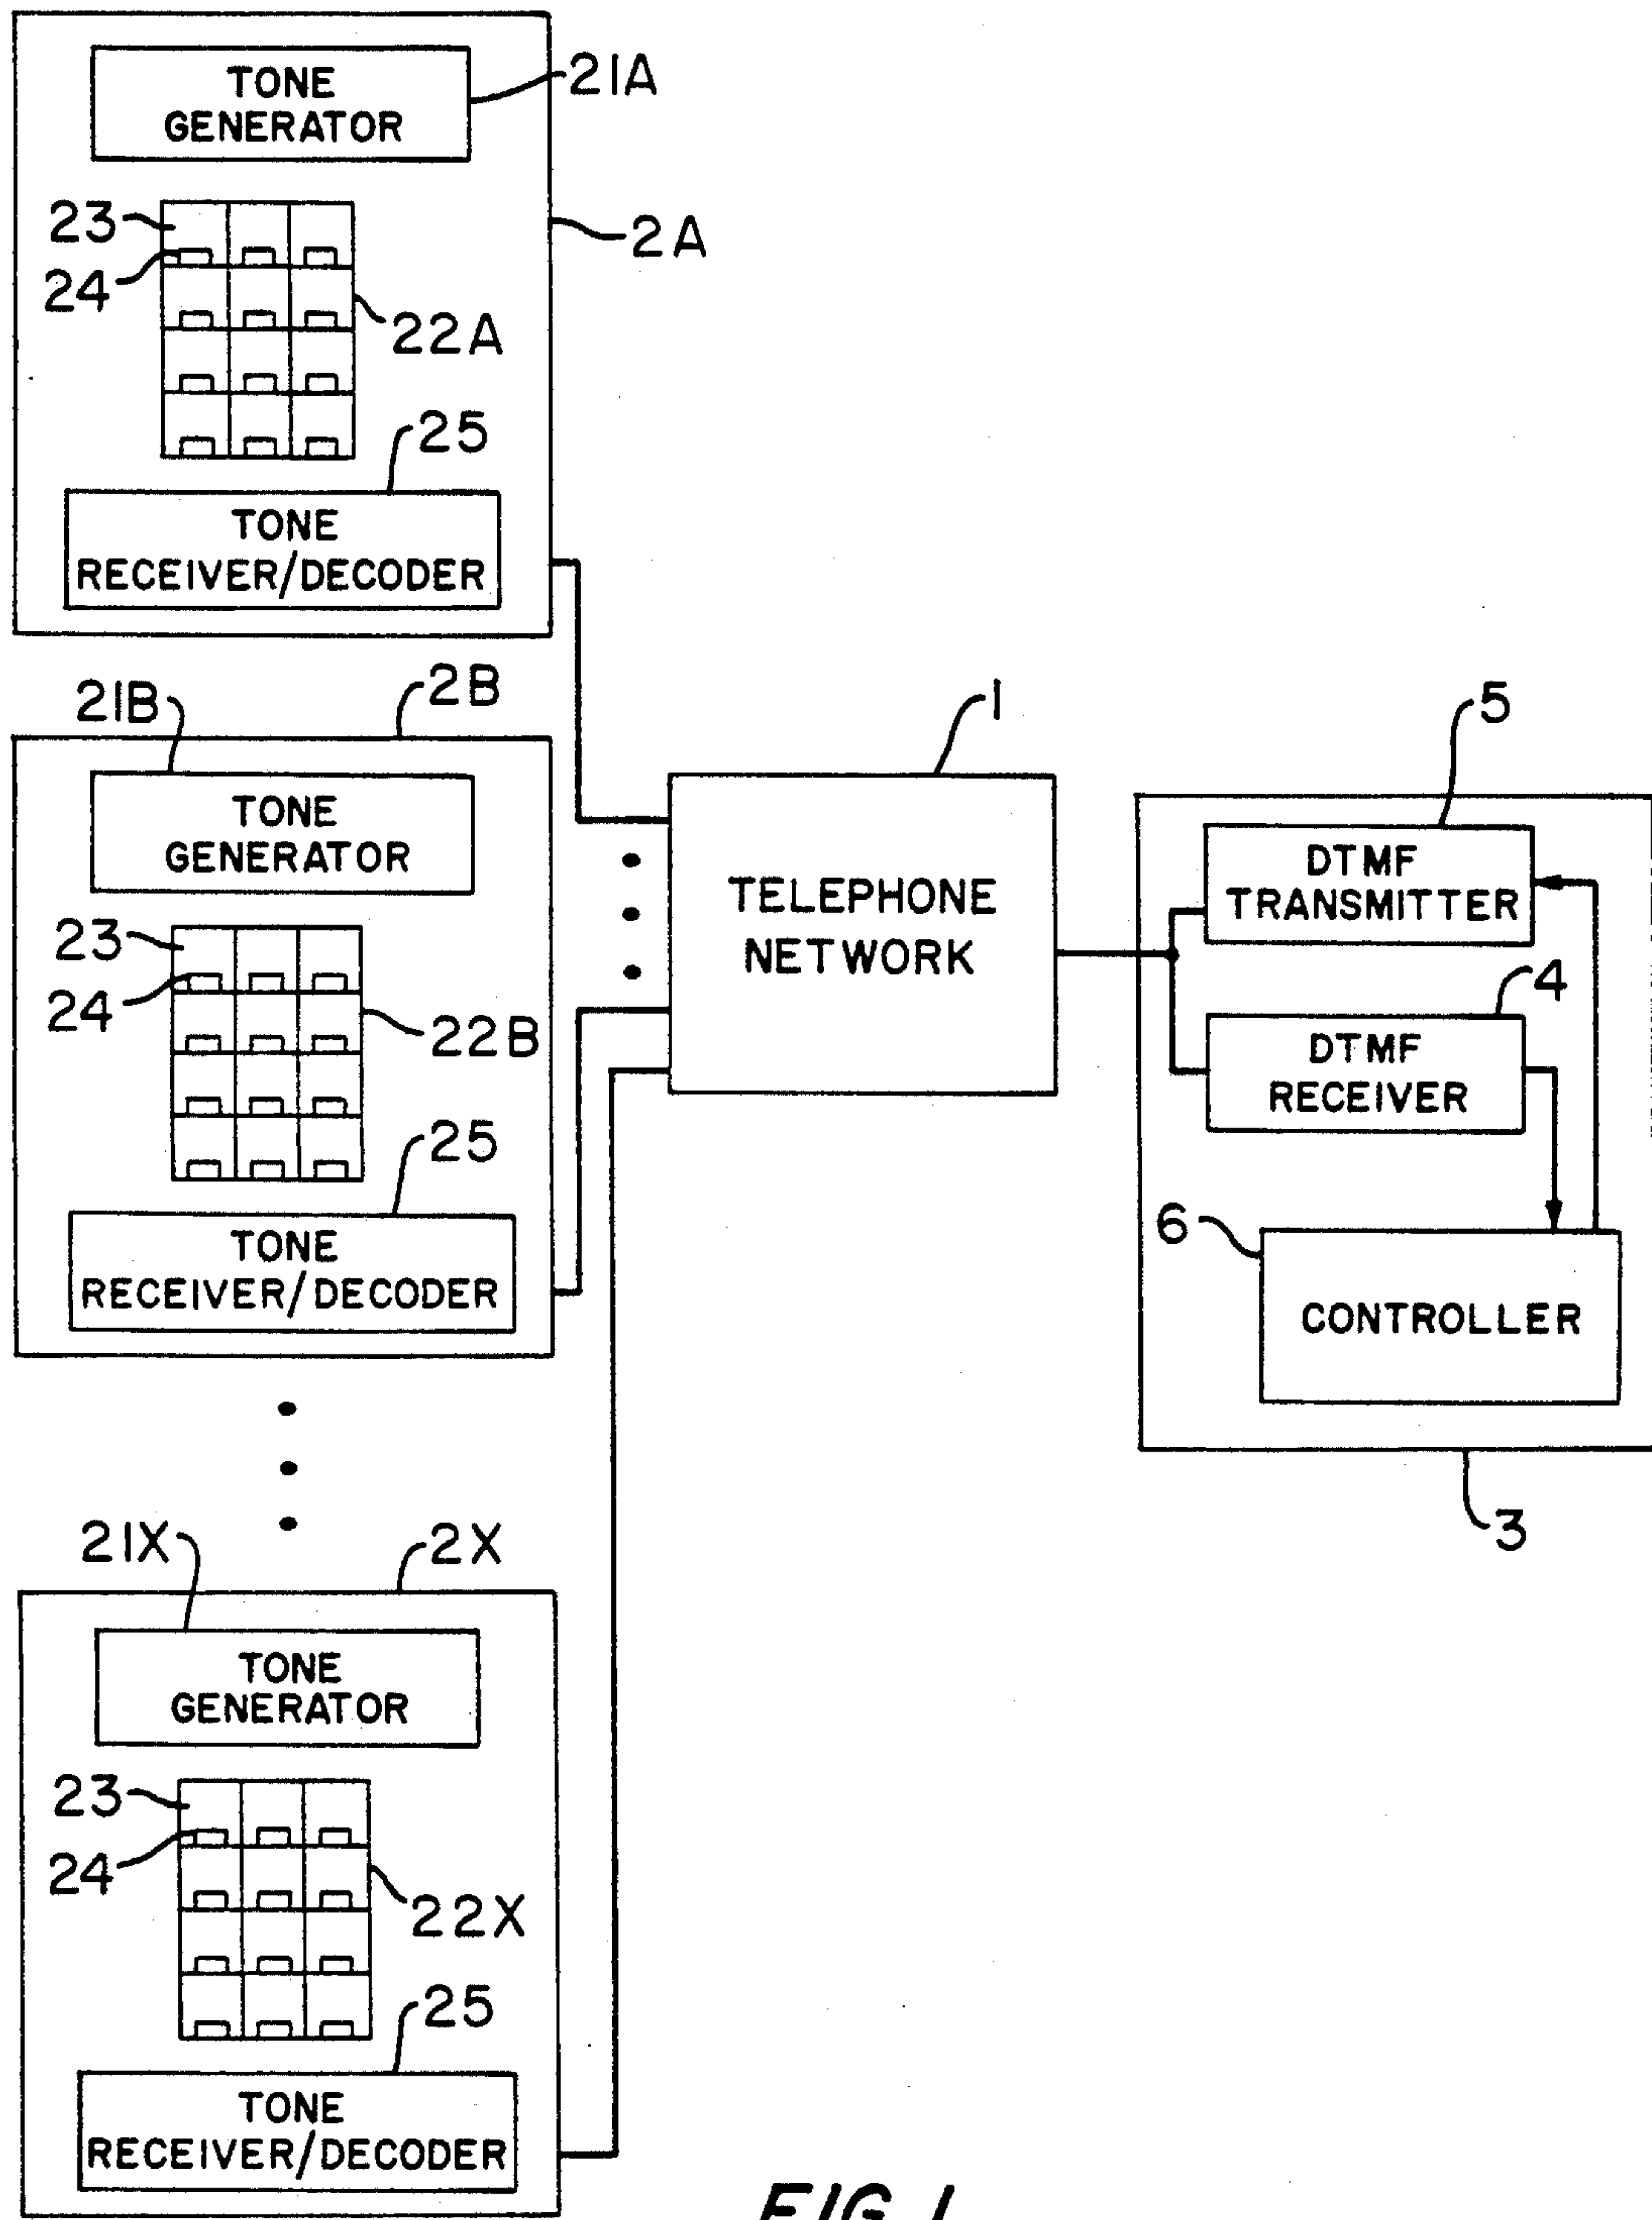 TONE
GENERATOR
21A
23
24
2A
22A
25
TONE
RECEIVER/DECODER
21B
2B
TONE
GENERATOR
23
24
22B
25
TONE
RECEIVER/DECODER
1
TELEPHONE
NETWORK
5
DTMF
TRANSMITTER
4
DTMF
RECEIVER
6
CONTROLLER
3
21X
2X
TONE
GENERATOR
23
24
22X
25
TONE
RECEIVER/DECODER
FIG. 1